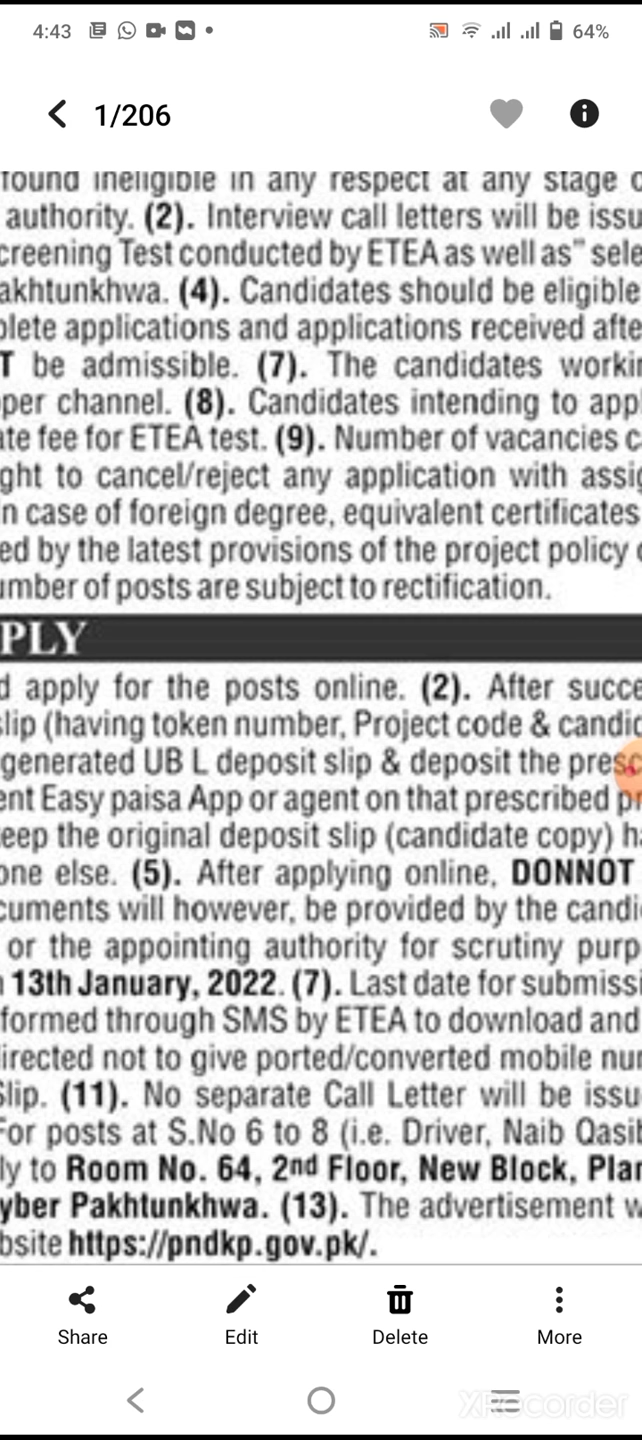 4:43
64%
1/206
found ineligible in any respect at any stage o
authority. (2). Interview call letters will be issu
creening Test conducted by ETEA as well as" sele
akhtunkhwa. (4). Candidates should be eligible
plete applications and applications received afte
T be admissible. (7). The candidates workin
oper channel. (8). Candidates intending to appl
ate fee for ETEA test. (9). Number of vacancies c
ght to cancel/reject any application with assig
n case of foreign degree, equivalent certificates
ed by the latest provisions of the project policy o
umber of posts are subject to rectification.
PLY
d apply for the posts online. (2). After succe
slip (having token number, Project code & candid
generated UB L deposit slip & deposit the presc
ent Easy paisa App or agent on that prescribed pr
eep the original deposit slip (candidate copy) ha
one else. (5). After applying online, DONNOT
cuments will however, be provided by the candi
or the appointing authority for scrutiny purp
n 13th January, 2022. (7). Last date for submissi
formed through SMS by ETEA to download and
directed not to give ported/converted mobile nu
Slip. (11). No separate Call Letter will be issu
For posts at S.No 6 to 8 (i.e. Driver, Naib Qasib
ly to Room No. 64, 2nd Floor, New Block, Plan
yber Pakhtunkhwa. (13). The advertisement w
bsite https://pndkp.gov.pk/.
Share
Edit
Delete
More
XRecorder